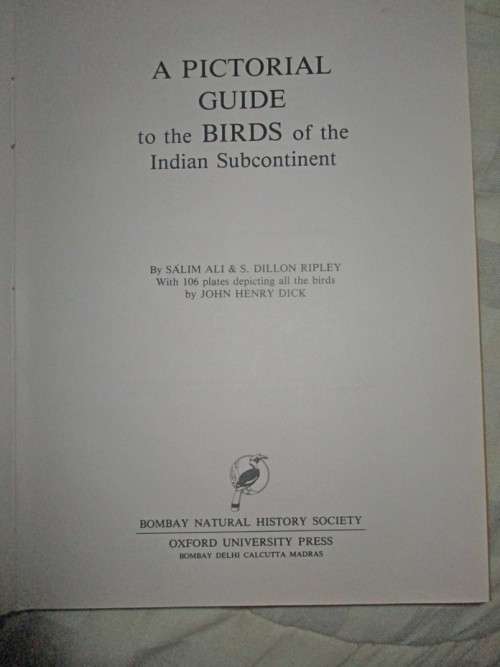 A PICTORIAL
GUIDE
to the BIRDS of the
Indian Subcontinent
By SÁLIM ALI & S. DILLON RIPLEY
With 106 plates depicting all the birds
by JOHN HENRY DICK
BOMBAY NATURAL HISTORY SOCIETY
OXFORD UNIVERSITY PRESS
BOMBAY DELHI CALCUTTA MADRAS